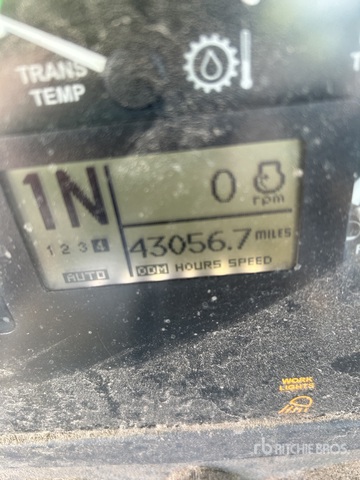 TRANS
TEMP
1N 0 rpm
1 2 3 4 43056.7 MILES
AUTO ODM HOURS SPEED
WORK
LIGHTS
RITCHIE BROS